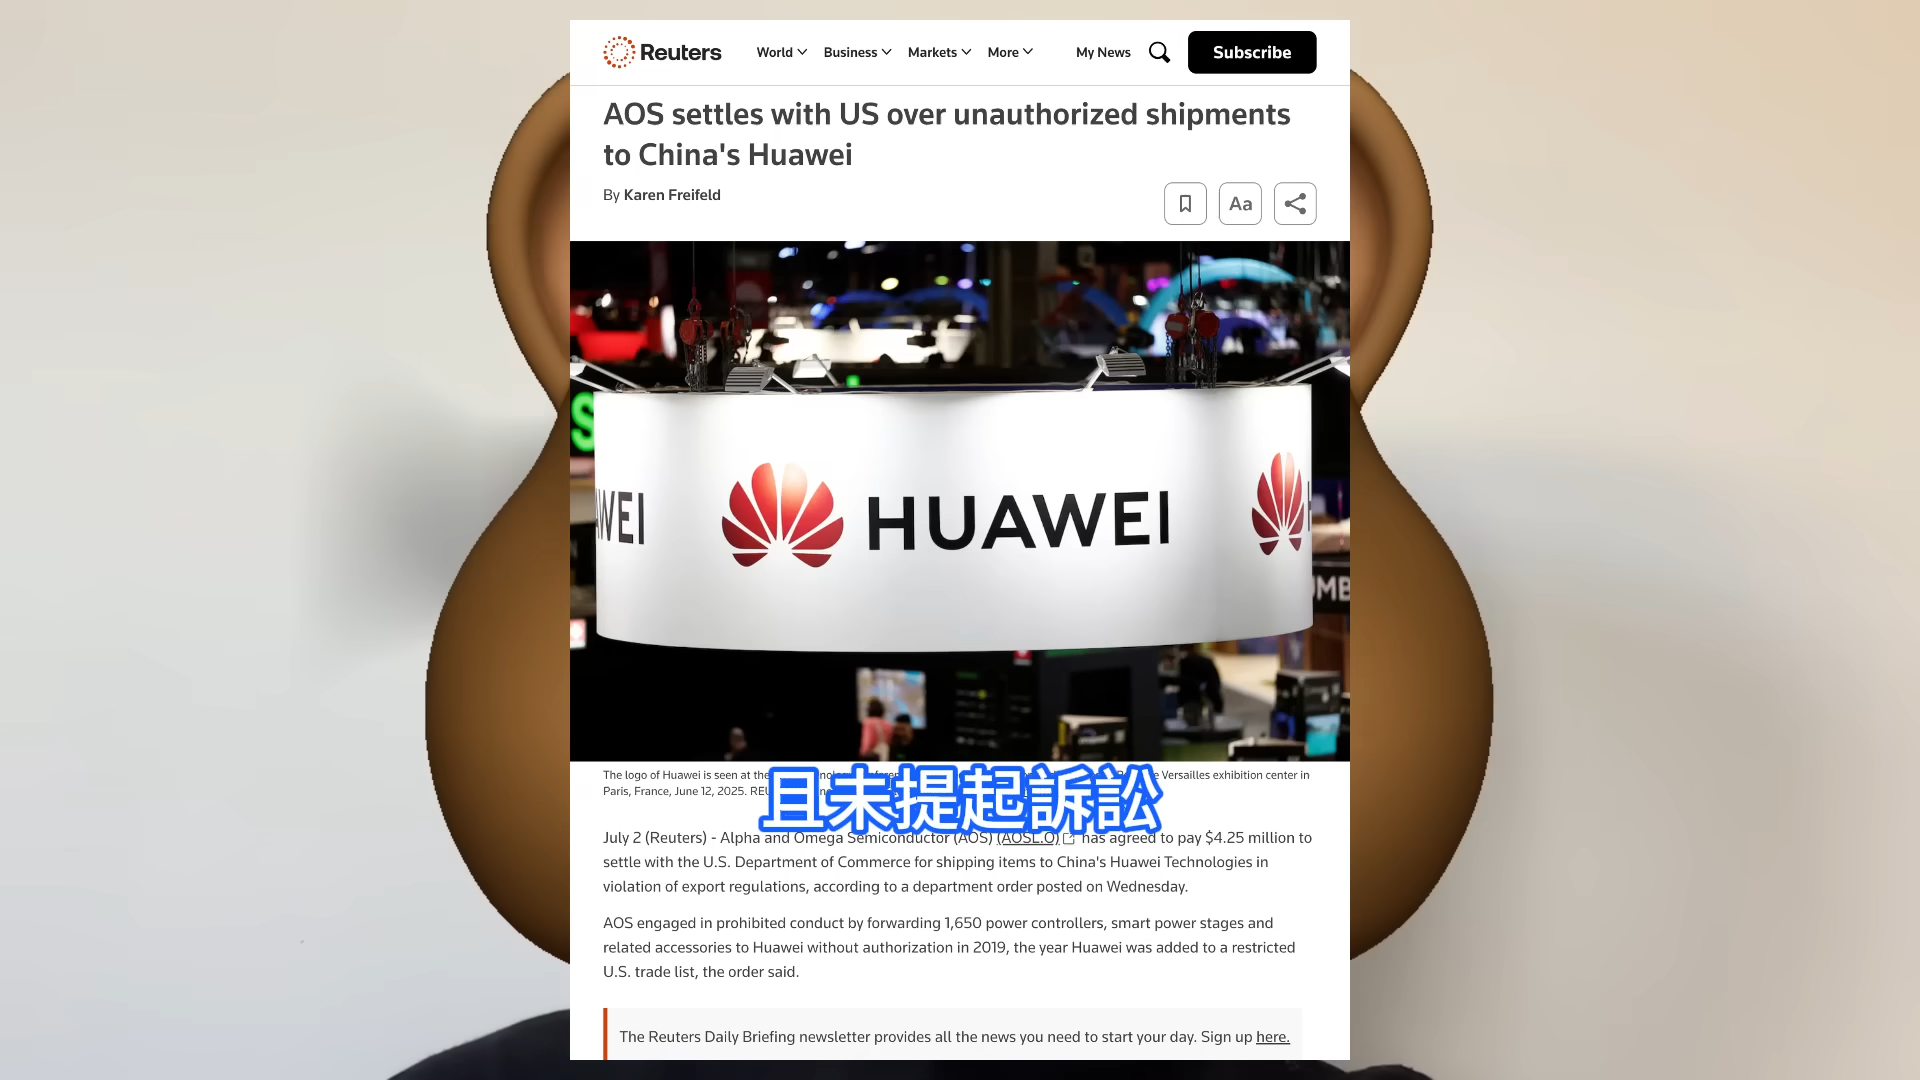 Reuters
World
Business
Markets
More
My News
Subscribe
AOS settles with US over unauthorized shipments
to China's Huawei
By Karen Freifeld
Aa
S
WEI
HUAWEI
H
OMB
The logo of Huawei is seen at the Versailles exhibition center in
Paris, France, June 12, 2025.
且未提起訴訟
July 2 (Reuters) - Alpha and Omega Semiconductor (AOS) (AOSL.O) has agreed to pay $4.25 million to
settle with the U.S. Department of Commerce for shipping items to China's Huawei Technologies in
violation of export regulations, according to a department order posted on Wednesday.
AOS engaged in prohibited conduct by forwarding 1,650 power controllers, smart power stages and
related accessories to Huawei without authorization in 2019, the year Huawei was added to a restricted
U.S. trade list, the order said.
The Reuters Daily Briefing newsletter provides all the news you need to start your day. Sign up here.